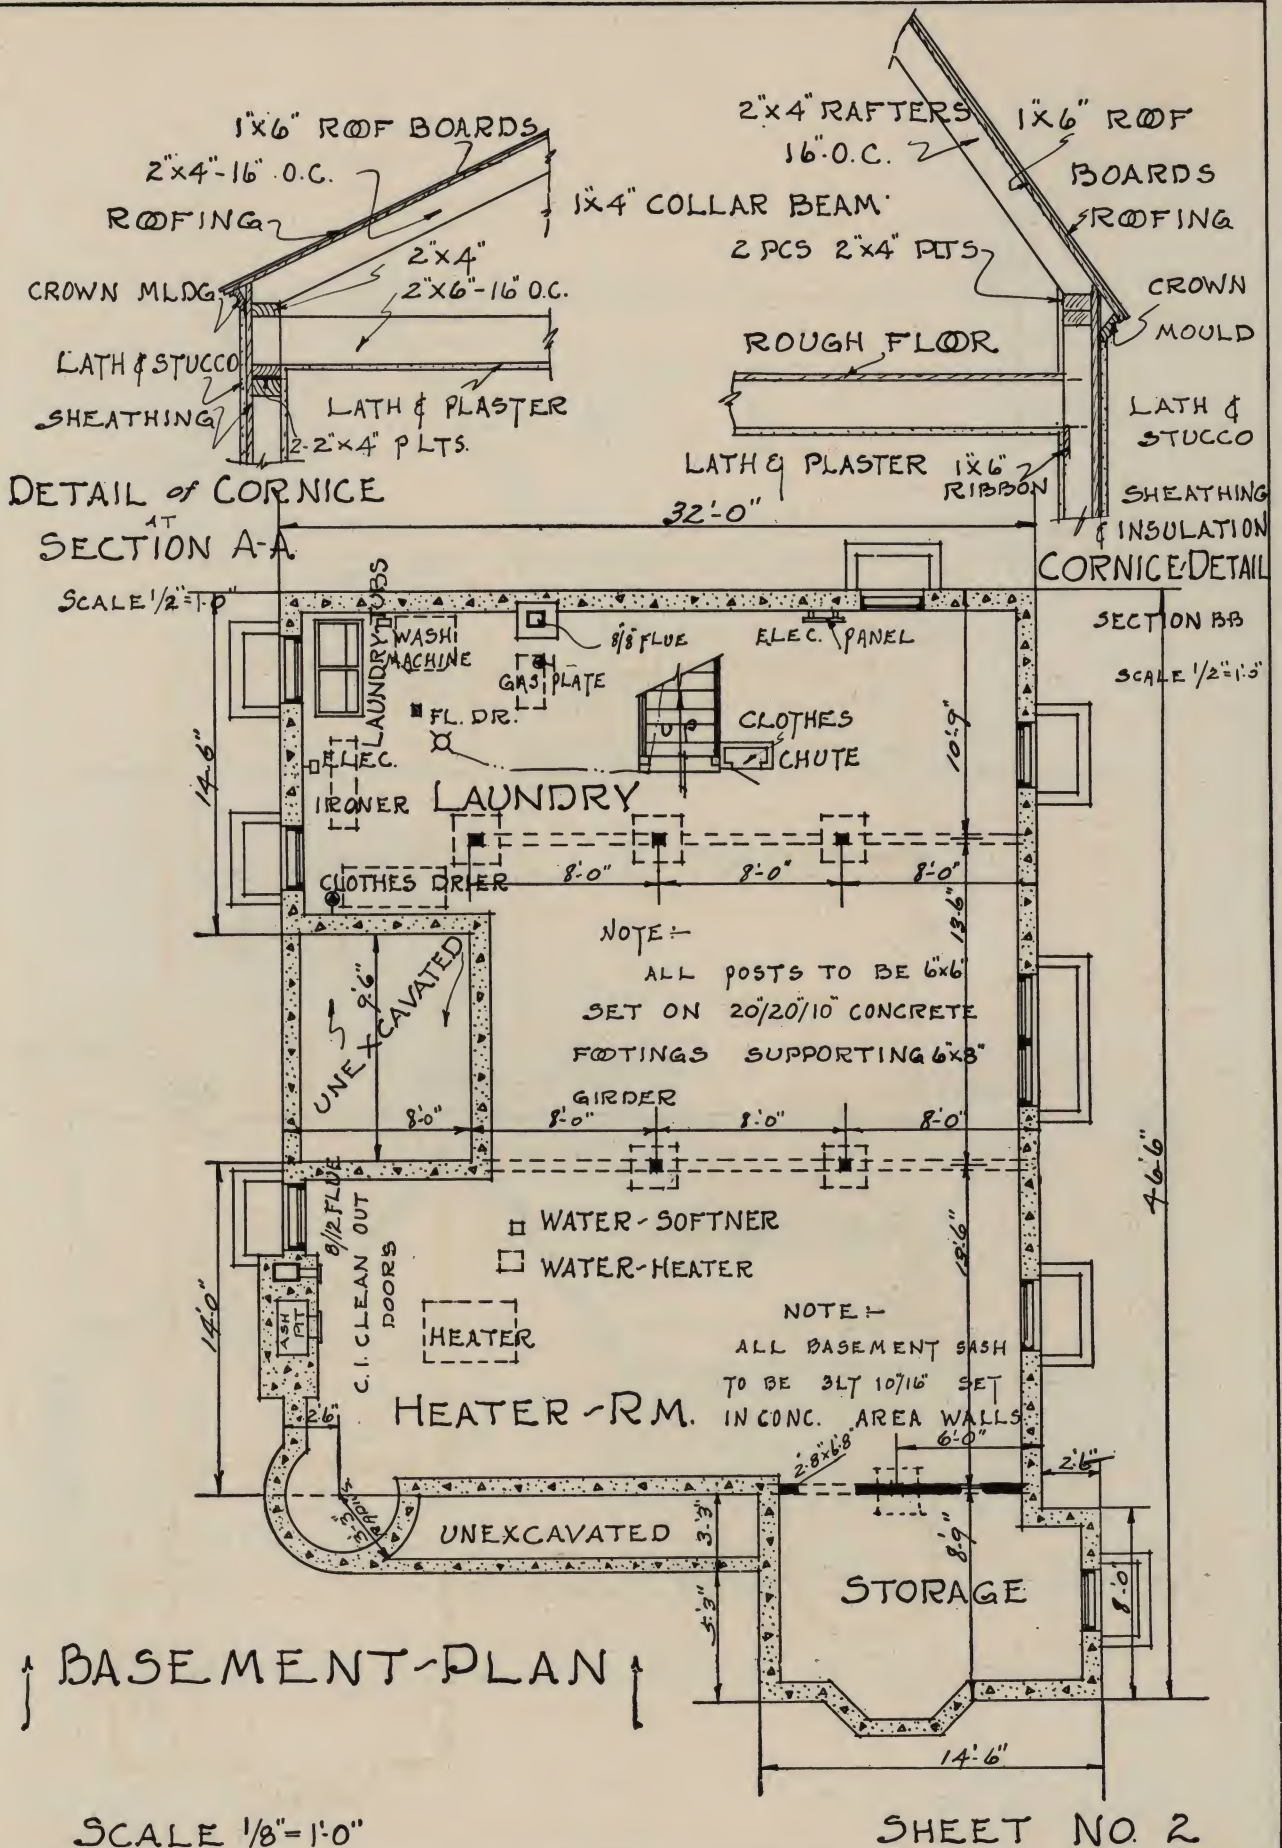 1"x6" ROOF BOARDS
2"x4"-16" O.C.
ROOFING
CROWN MLDG.
2"x4"
2"x6"-16" O.C.
1"x4" COLLAR BEAM
LATH & STUCCO
SHEATHING
LATH & PLASTER
2-2"x4" PLTS.
DETAIL of CORNICE
AT
SECTION A-A
SCALE 1/2"=1'-0"
2"x4" RAFTERS
16" O.C.
1"x6" ROOF
BOARDS
ROOFING
2 PCS 2"x4" PLTS
CROWN
MOULD
ROUGH FLOOR
LATH &
STUCCO
LATH & PLASTER
1"x6"
RIBBON
SHEATHING
& INSULATION
CORNICE DETAIL
SECTION BB
32'-0"
LAUNDRY TUBS
WASH
MACHINE
8/8 FLUE
GAS PLATE
ELEC. PANEL
FL. DR.
UP
CLOTHES
CHUTE
ELEC.
IRONER
LAUNDRY
14'-6"
10'-9"
CLOTHES DRIER
8'-0"
8'-0"
8'-0"
13'-6"
NOTE:-
ALL POSTS TO BE 6"x6"
SET ON 20"/20"/10" CONCRETE
FOOTINGS SUPPORTING 6"x8"
GIRDER
UNEXCAVATED
9'-6"
8'-0"
8'-0"
8'-0"
8'-0"
46'-6"
8/12 FLUE
C.I. CLEAN OUT
DOORS
ASH
PIT
14'-0"
WATER-SOFTNER
WATER-HEATER
HEATER
HEATER-RM.
NOTE:-
ALL BASEMENT SASH
TO BE 3LT 10"/16" SET
IN CONC. AREA WALLS
2'-6"
6'-0"
2'-8"x6'-8"
2'-6"
3'-3"
RADIUS
UNEXCAVATED
3'-3"
5'-3"
8'-9"
STORAGE
8'-0"
14'-6"
BASEMENT-PLAN
SCALE 1/8"=1'-0"
SHEET NO. 2